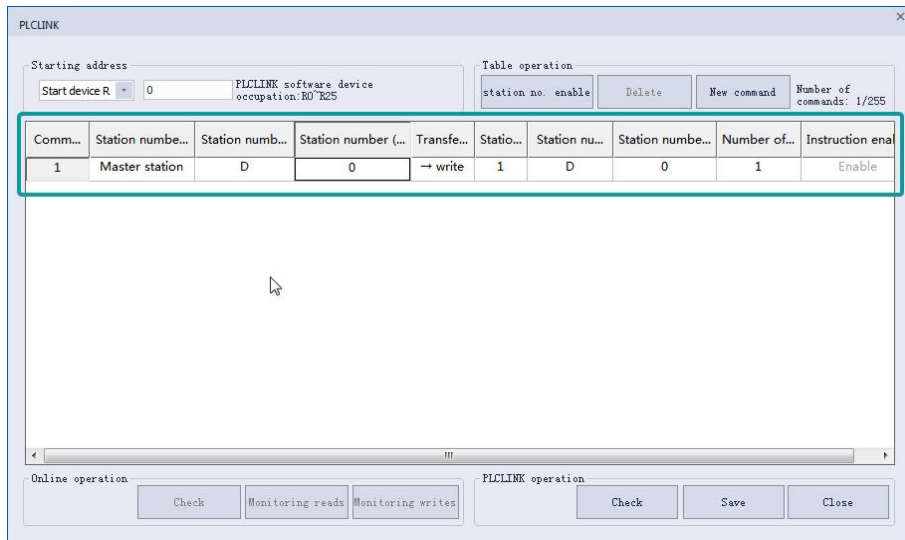 PLCLINK
×
Starting address
Start device R
0
PLCLINK software device
occupation:R0~R25
Table operation
station no. enable
Delete
New command
Number of
commands: 1/255
Comm... Station numbe... Station numb... Station number (... Transfe... Statio... Station nu... Station numbe... Number of... Instruction enal
1 Master station D 0 → write 1 D 0 1 Enable
Online operation
Check
Monitoring reads
Monitoring writes
PLCLINK operation
Check
Save
Close